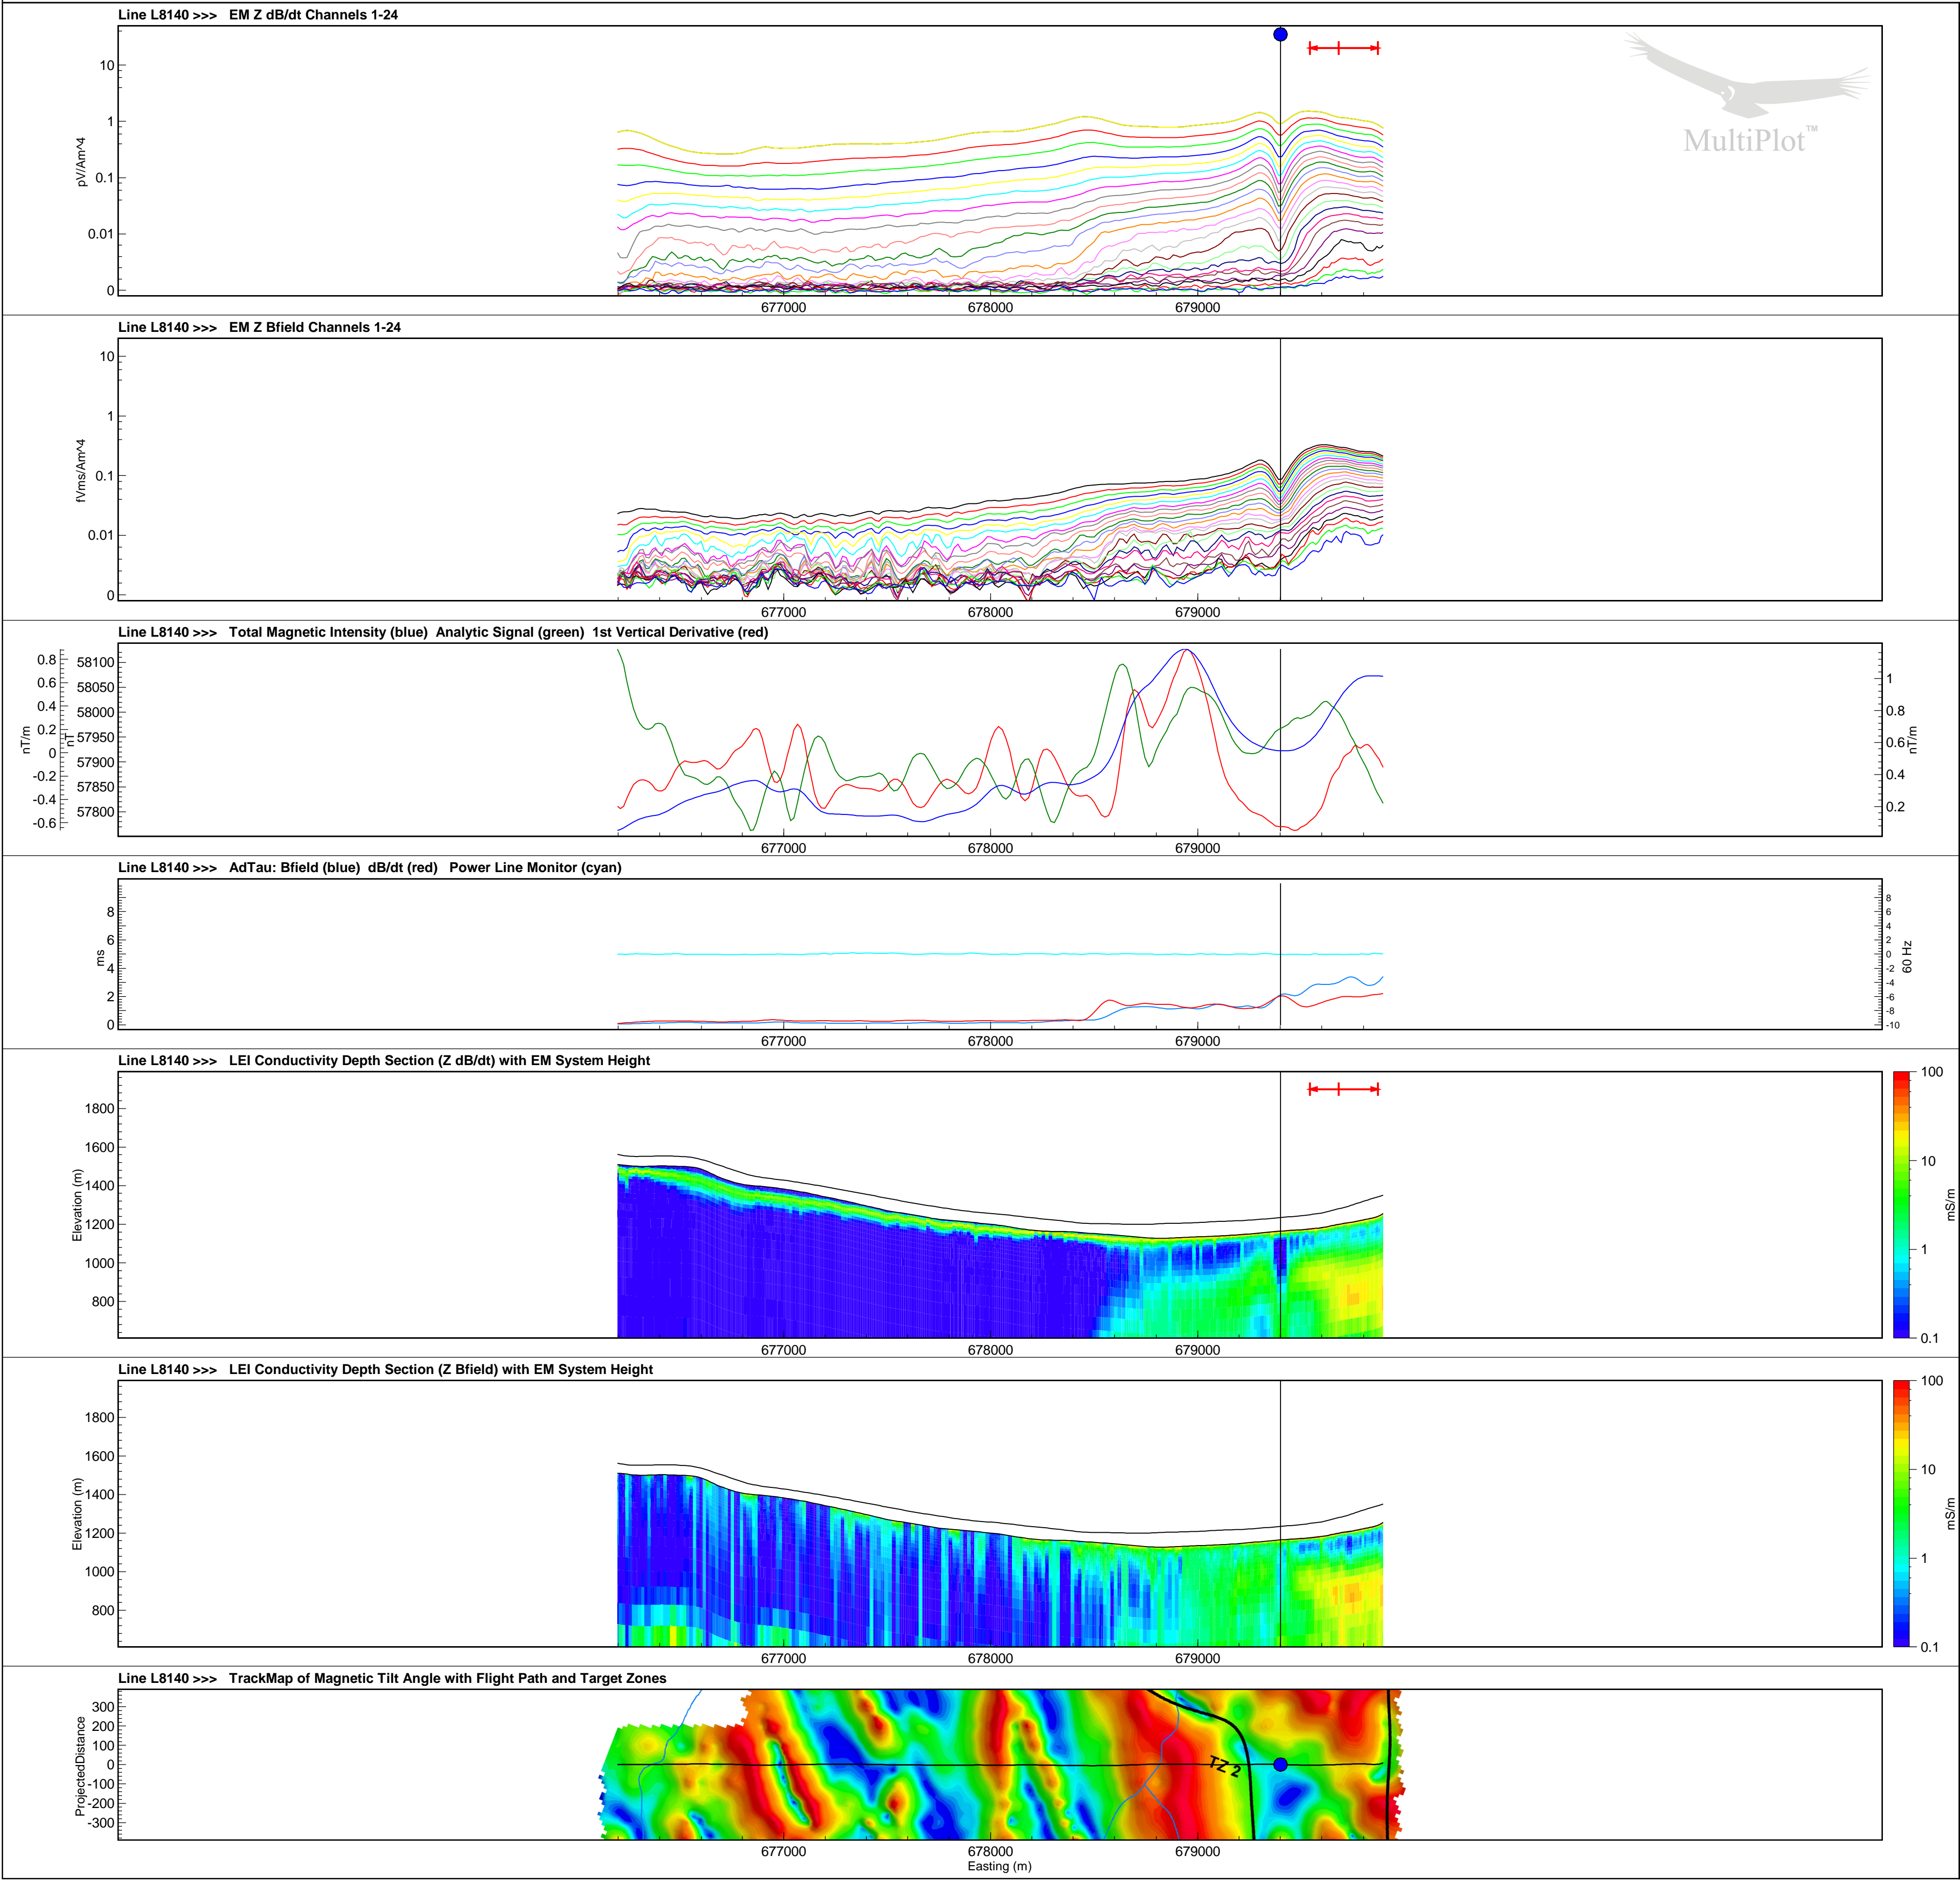 Line L8140 >>> EM Z dB/dt Channels 1-24
10
1
0.1
0.01
0
pV/Am^4
677000 678000 679000
MultiPlot™
Line L8140 >>> EM Z Bfield Channels 1-24
10
1
0.1
0.01
0
fVms/Am^4
677000 678000 679000
Line L8140 >>> Total Magnetic Intensity (blue) Analytic Signal (green) 1st Vertical Derivative (red)
0.8
0.6
0.4
0.2
0
-0.2
-0.4
-0.6
nT/m
58100
58050
58000
57950
57900
57850
57800
nT
1
0.8
0.6
0.4
0.2
nT/m
677000 678000 679000
Line L8140 >>> AdTau: Bfield (blue) dB/dt (red) Power Line Monitor (cyan)
8
6
4
2
0
ms
8
6
4
2
0
-2
-4
-6
-8
-10
60 Hz
677000 678000 679000
Line L8140 >>> LEI Conductivity Depth Section (Z dB/dt) with EM System Height
1800
1600
1400
1200
1000
800
Elevation (m)
100
10
1
0.1
mS/m
677000 678000 679000
Line L8140 >>> LEI Conductivity Depth Section (Z Bfield) with EM System Height
1800
1600
1400
1200
1000
800
Elevation (m)
100
10
1
0.1
mS/m
677000 678000 679000
Line L8140 >>> TrackMap of Magnetic Tilt Angle with Flight Path and Target Zones
300
200
100
0
-100
-200
-300
ProjectedDistance
TZ 2
677000 678000 679000
Easting (m)